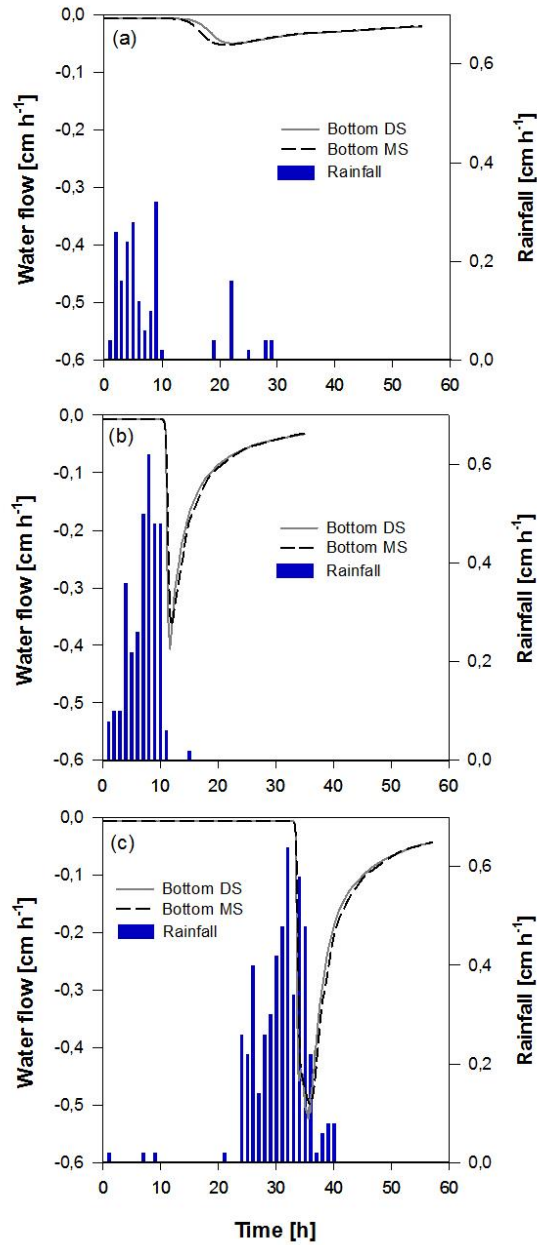 (a)
Water flow [cm h-1]
0,0
-0,1
-0,2
-0,3
-0,4
-0,5
-0,6
Bottom DS
Bottom MS
Rainfall
0,6
0,4
0,2
0,0
Rainfall [cm h-1]
0 10 20 30 40 50 60
(b)
Water flow [cm h-1]
0,0
-0,1
-0,2
-0,3
-0,4
-0,5
-0,6
Bottom DS
Bottom MS
Rainfall
0,6
0,4
0,2
0,0
Rainfall [cm h-1]
0 10 20 30 40 50 60
(c)
Water flow [cm h-1]
0,0
-0,1
-0,2
-0,3
-0,4
-0,5
-0,6
Bottom DS
Bottom MS
Rainfall
0,6
0,4
0,2
0,0
Rainfall [cm h-1]
0 10 20 30 40 50 60
Time [h]